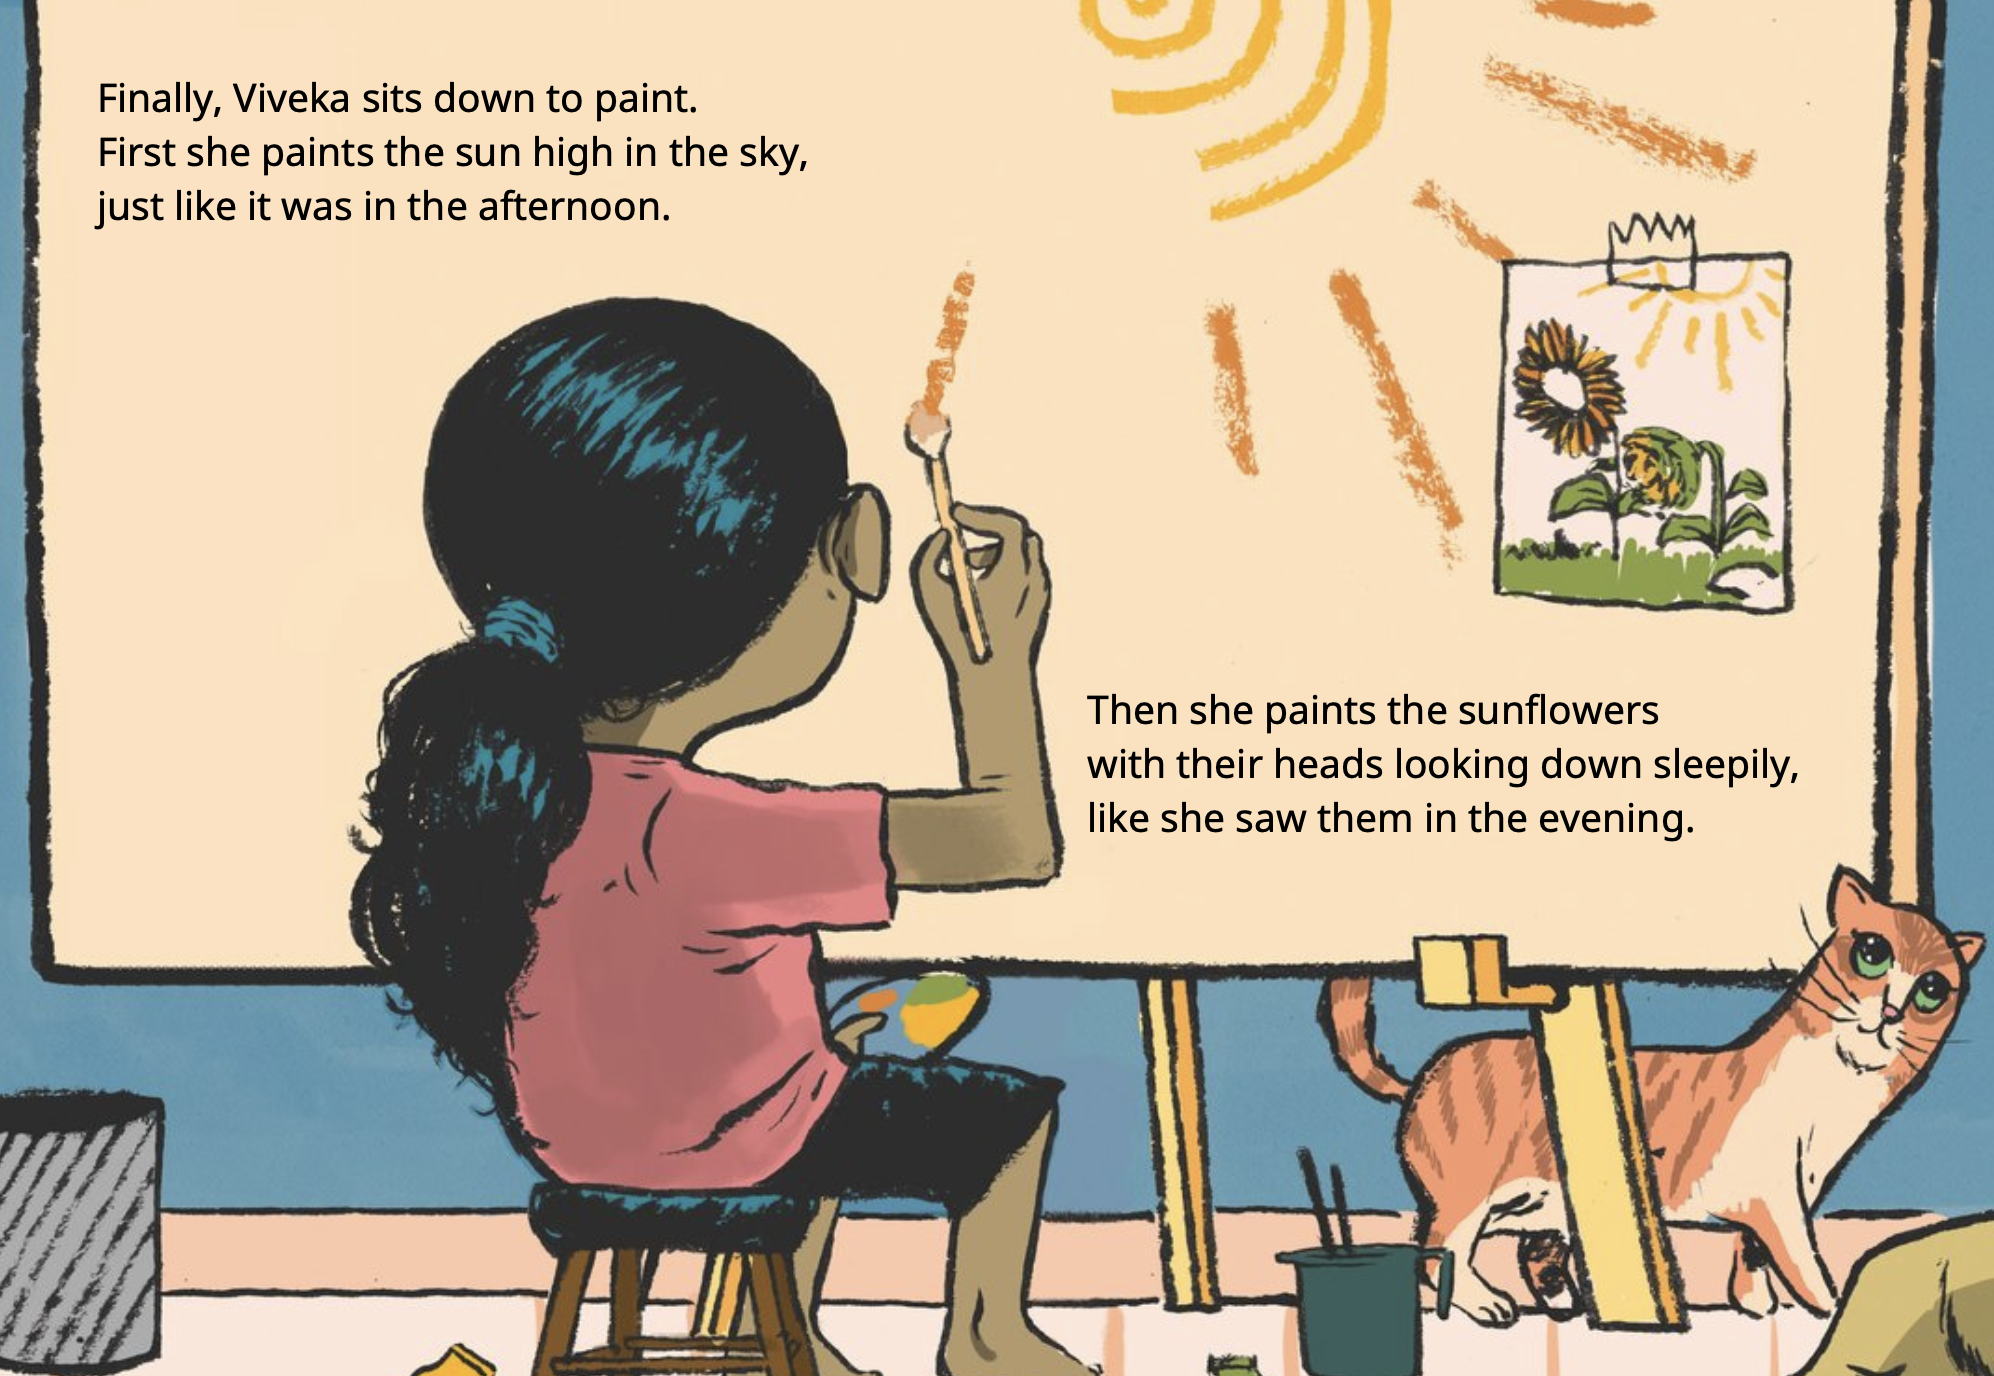 Finally, Viveka sits down to paint.
First she paints the sun high in the sky,
just like it was in the afternoon.
Then she paints the sunflowers
with their heads looking down sleepily,
like she saw them in the evening.